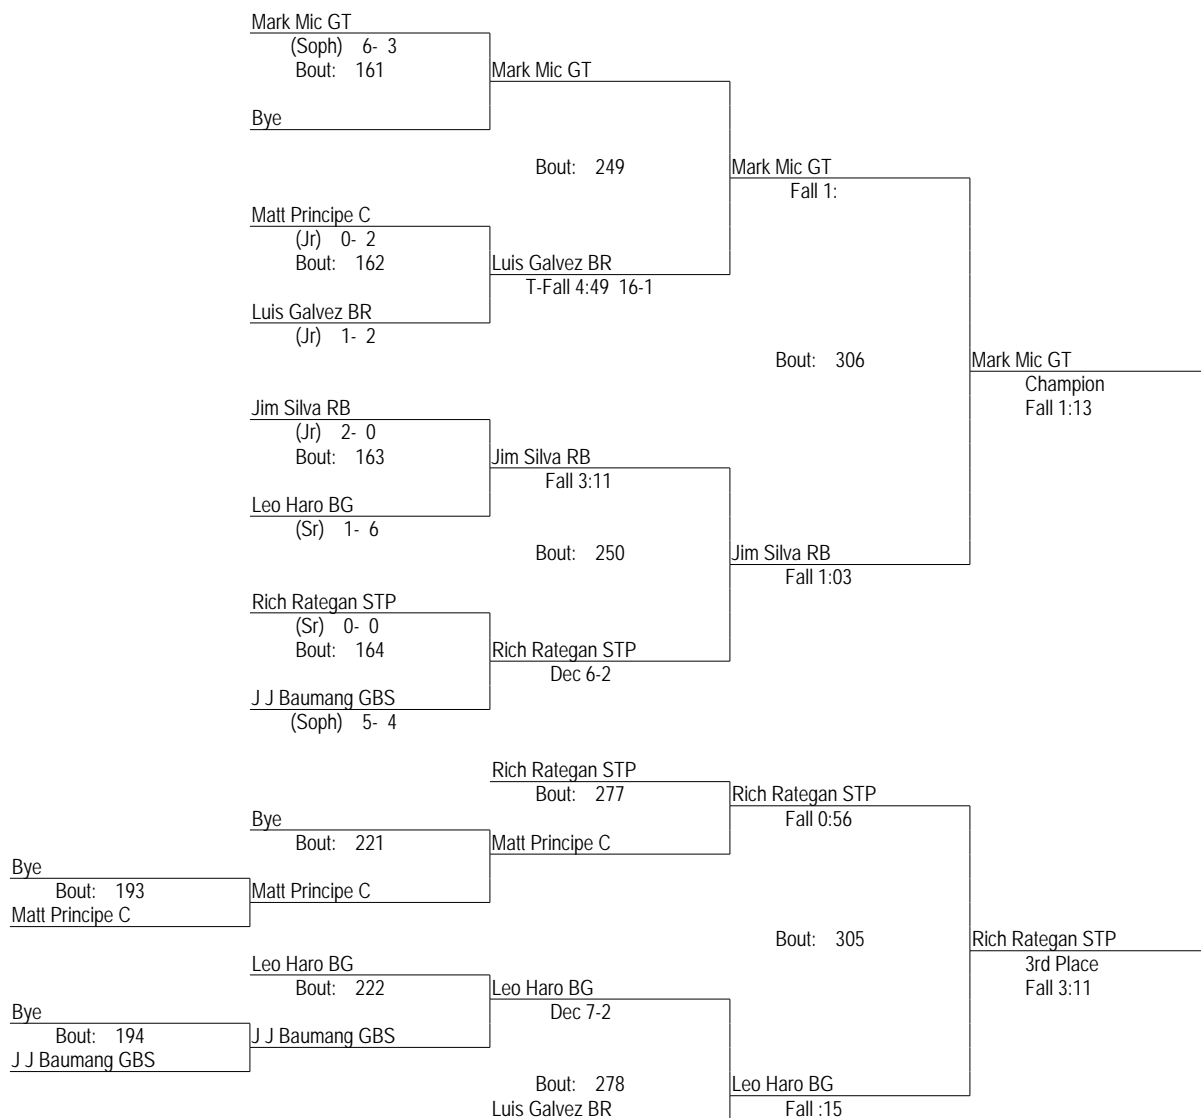 Mark Mic GT
(Soph) 6- 3
Bout: 161
Mark Mic GT
Bye
Bout: 249
Mark Mic GT
Fall 1:
Matt Principe C
(Jr) 0- 2
Bout: 162
Luis Galvez BR
T-Fall 4:49 16-1
Luis Galvez BR
(Jr) 1- 2
Bout: 306
Mark Mic GT
Champion
Fall 1:13
Jim Silva RB
(Jr) 2- 0
Bout: 163
Jim Silva RB
Fall 3:11
Leo Haro BG
(Sr) 1- 6
Bout: 250
Jim Silva RB
Fall 1:03
Rich Rategan STP
(Sr) 0- 0
Bout: 164
Rich Rategan STP
Dec 6-2
J J Baumang GBS
(Soph) 5- 4
Rich Rategan STP
Bout: 277
Rich Rategan STP
Fall 0:56
Bye
Bout: 221
Matt Principe C
Bye
Bout: 193
Matt Principe C
Matt Principe C
Bout: 305
Rich Rategan STP
3rd Place
Fall 3:11
Leo Haro BG
Bout: 222
Leo Haro BG
Dec 7-2
Bye
Bout: 194
J J Baumang GBS
J J Baumang GBS
Bout: 278
Leo Haro BG
Fall :15
Luis Galvez BR